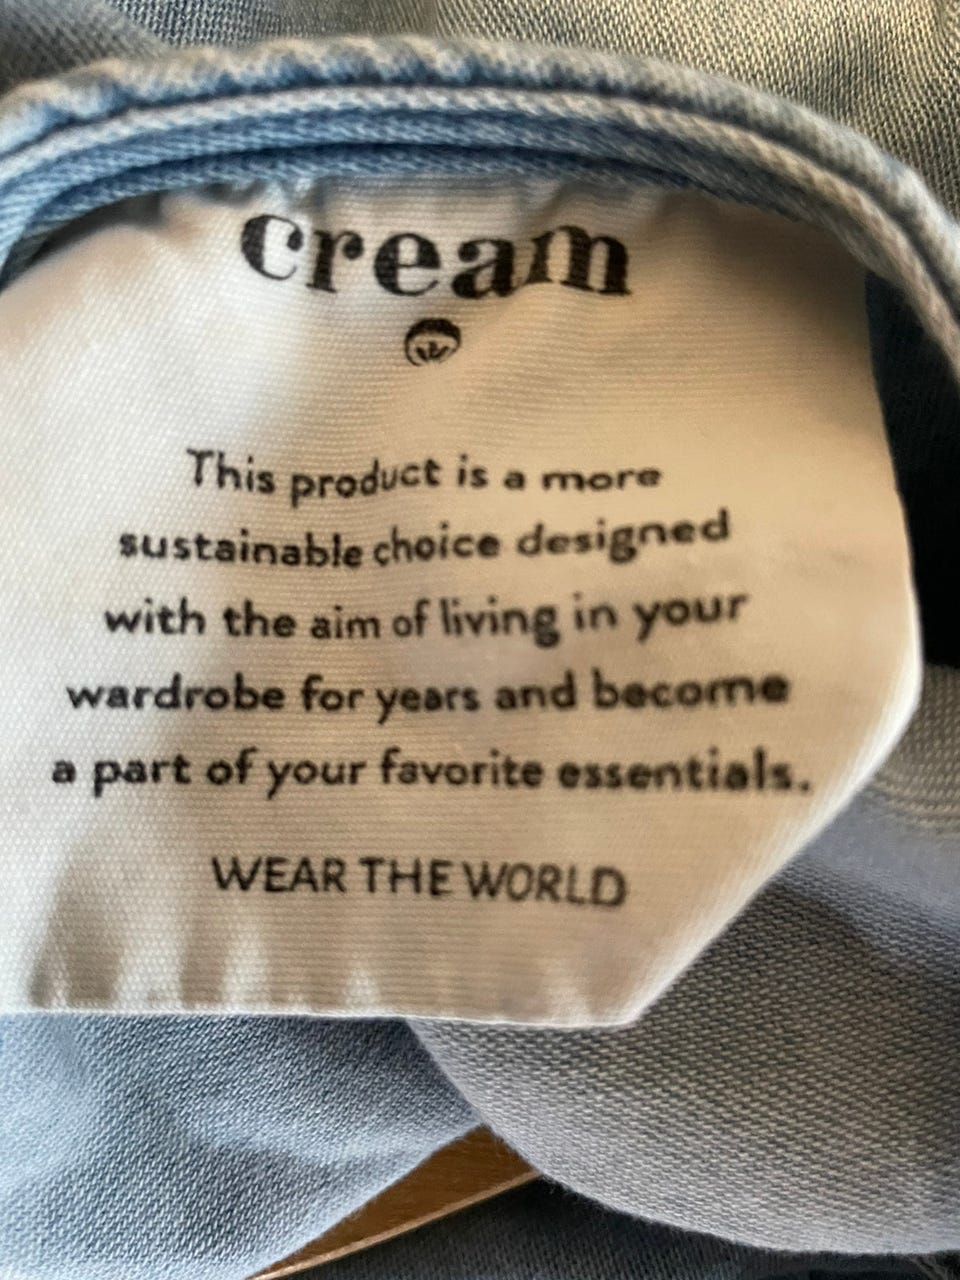 cream
This product is a more
sustainable choice designed
with the aim of living in your
wardrobe for years and become
a part of your favorite essentials.
WEAR THE WORLD